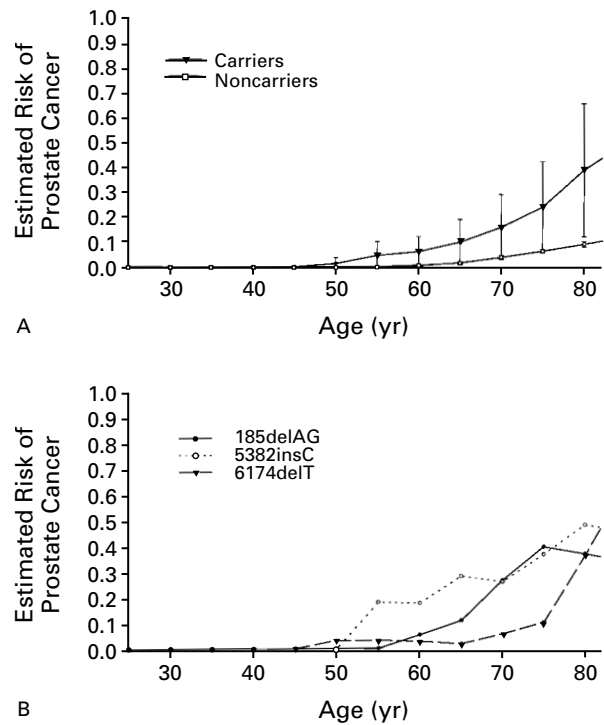 1.0
0.9
0.8
0.7
0.6
0.5
0.4
0.3
0.2
0.1
0.0
Estimated Risk of
Prostate Cancer
Carriers
Noncarriers
30 40 50 60 70 80
Age (yr)
A
1.0
0.9
0.8
0.7
0.6
0.5
0.4
0.3
0.2
0.1
0.0
Estimated Risk of
Prostate Cancer
185delAG
5382insC
6174delT
30 40 50 60 70 80
Age (yr)
B